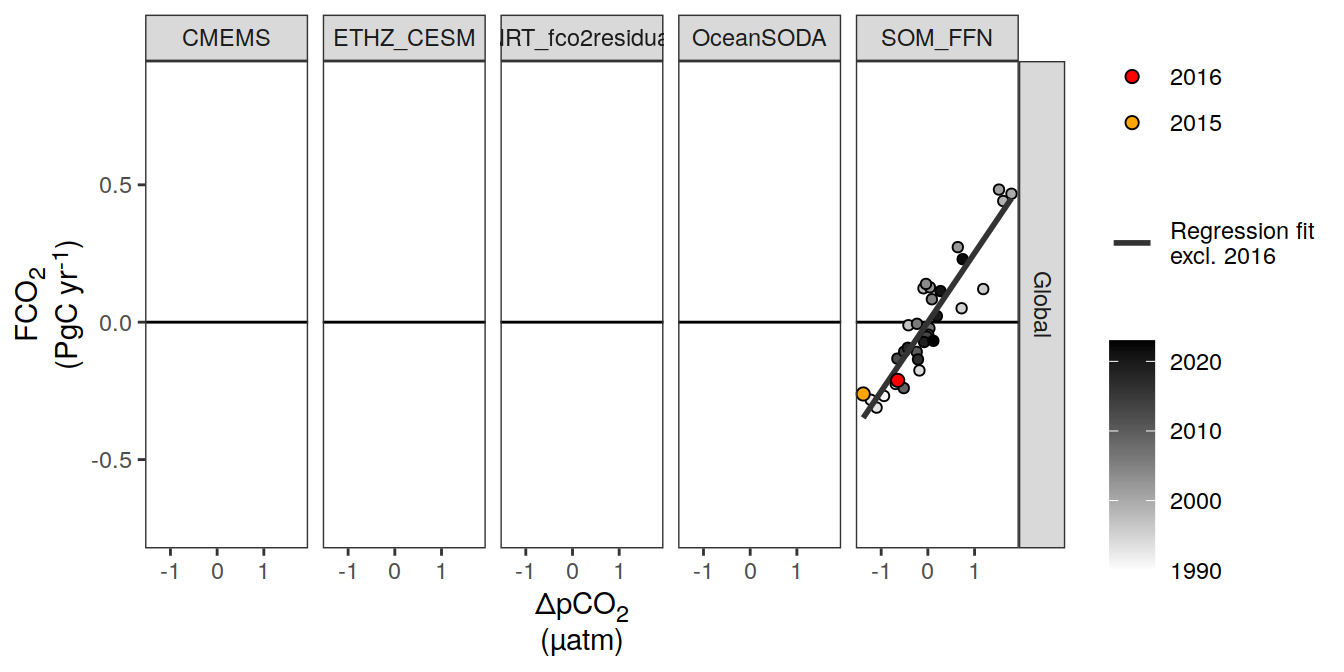 CMEMS ETHZ_CESM NRT_fco2residua OceanSODA SOM_FFN
2016
2015
0.5
0.0
-0.5
FCO₂
(PgC yr⁻¹)
Global
Regression fit
excl. 2016
2020
2010
2000
1990
-1 0 1 -1 0 1 -1 0 1 -1 0 1 -1 0 1
ΔpCO₂
(µatm)